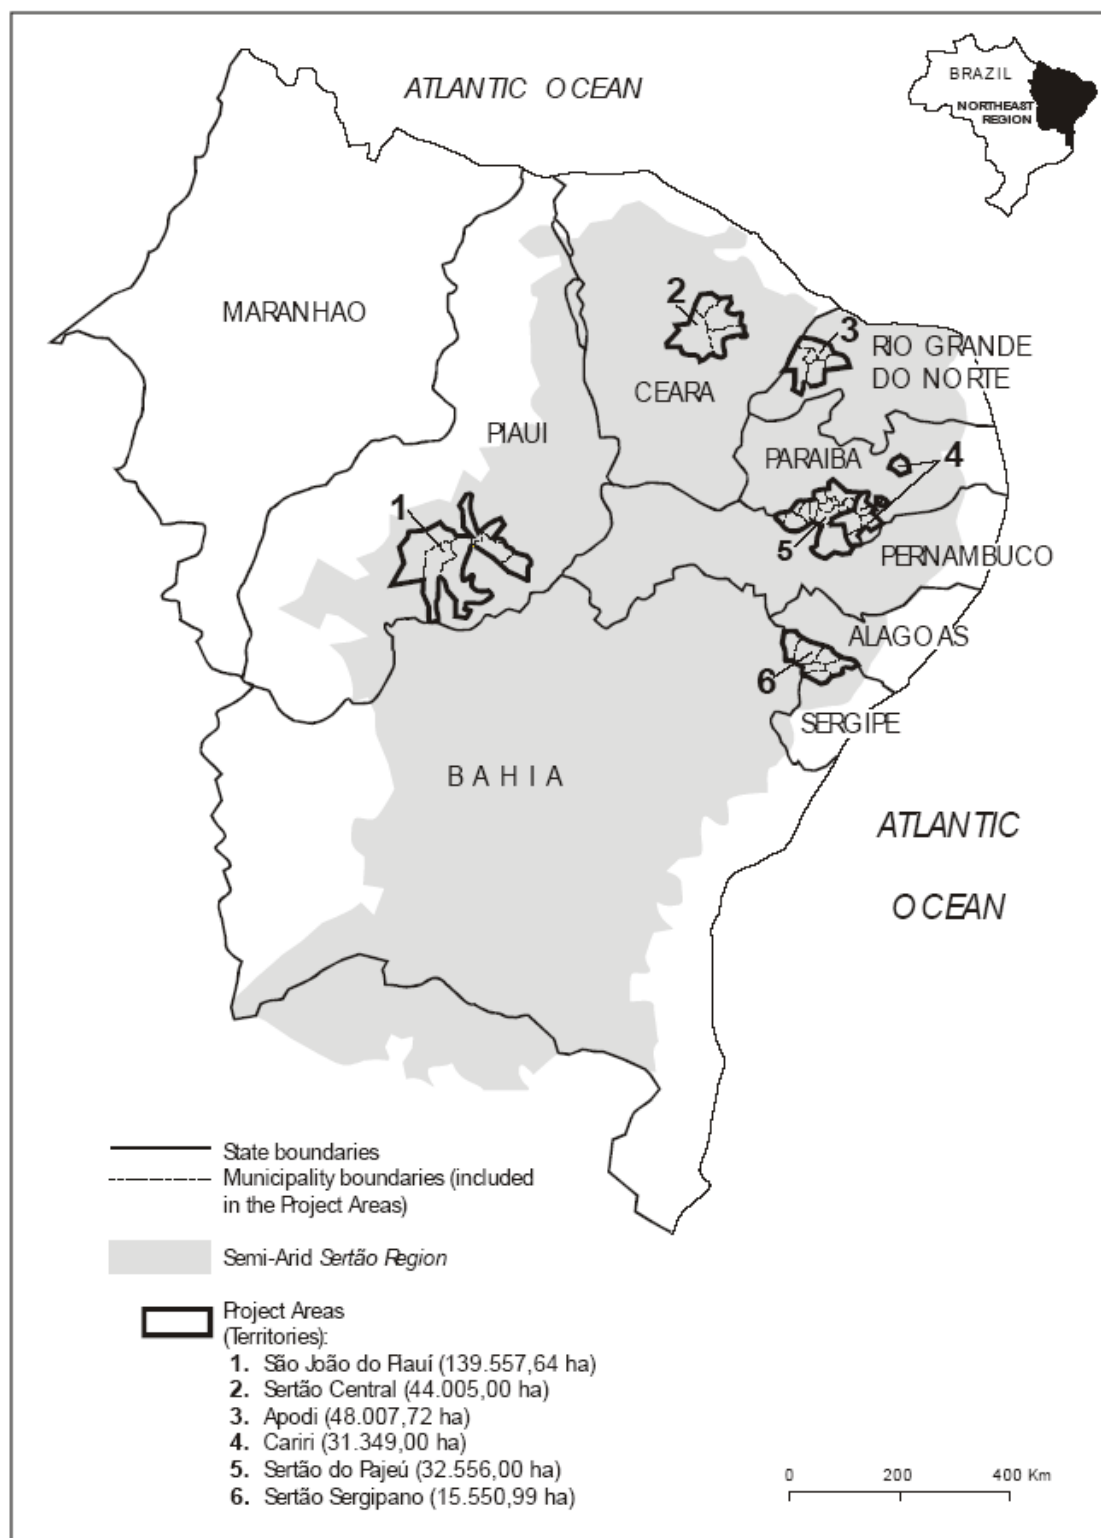 ATLANTIC OCEAN
BRAZIL
NORTHEAST
REGION
MARANHAO
2
3
RIO GRANDE
DO NORTE
CEARA
PIAUI
PARAIBA
4
1
5
PERNAMBUCO
ALAGOAS
6
SERGIPE
BAHIA
ATLANTIC
OCEAN
State boundaries
Municipality boundaries (included
in the Project Areas)
Semi-Arid Sertão Region
Project Areas
(Territories):
1. São João do Piauí (139.557,64 ha)
2. Sertão Central (44.005,00 ha)
3. Apodi (48.007,72 ha)
4. Cariri (31.349,00 ha)
5. Sertão do Pajeú (32.556,00 ha)
6. Sertão Sergipano (15.550,99 ha)
0 200 400 Km